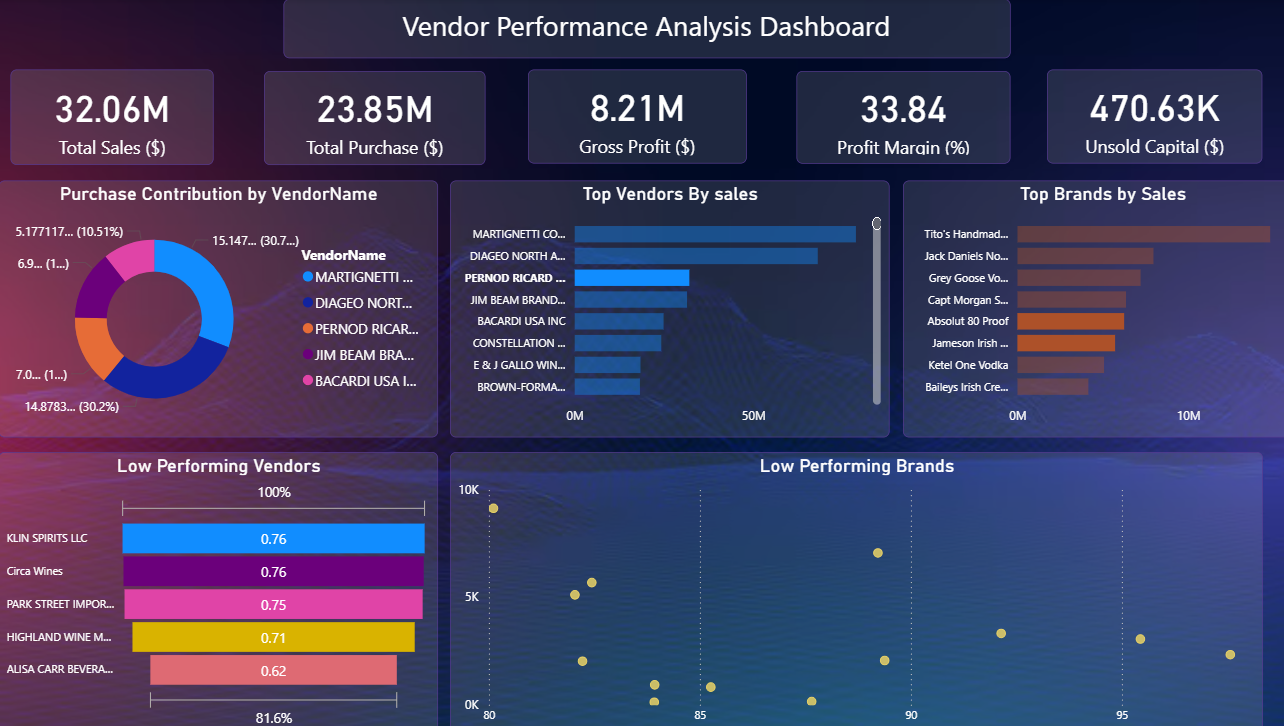 Vendor Performance Analysis Dashboard
32.06M
Total Sales ($)
23.85M
Total Purchase ($)
8.21M
Gross Profit ($)
33.84
Profit Margin (%)
470.63K
Unsold Capital ($)
Purchase Contribution by VendorName
5.177117... (10.51%)
15.147... (30.7...)
6.9... (1...)
7.0... (1...)
14.8783... (30.2%)
VendorName
MARTIGNETTI ...
DIAGEO NORT...
PERNOD RICAR...
JIM BEAM BRA...
BACARDI USA I...
Top Vendors By sales
MARTIGNETTI CO...
DIAGEO NORTH A...
PERNOD RICARD ...
JIM BEAM BRAND...
BACARDI USA INC
CONSTELLATION ...
E & J GALLO WIN...
BROWN-FORMA...
0M 50M
Top Brands by Sales
Tito's Handmad...
Jack Daniels No...
Grey Goose Vo...
Capt Morgan S...
Absolut 80 Proof
Jameson Irish ...
Ketel One Vodka
Baileys Irish Cre...
0M 10M
Low Performing Vendors
100%
KLIN SPIRITS LLC 0.76
Circa Wines 0.76
PARK STREET IMPOR... 0.75
HIGHLAND WINE M... 0.71
ALISA CARR BEVERA... 0.62
81.6%
Low Performing Brands
10K
5K
0K
80 85 90 95